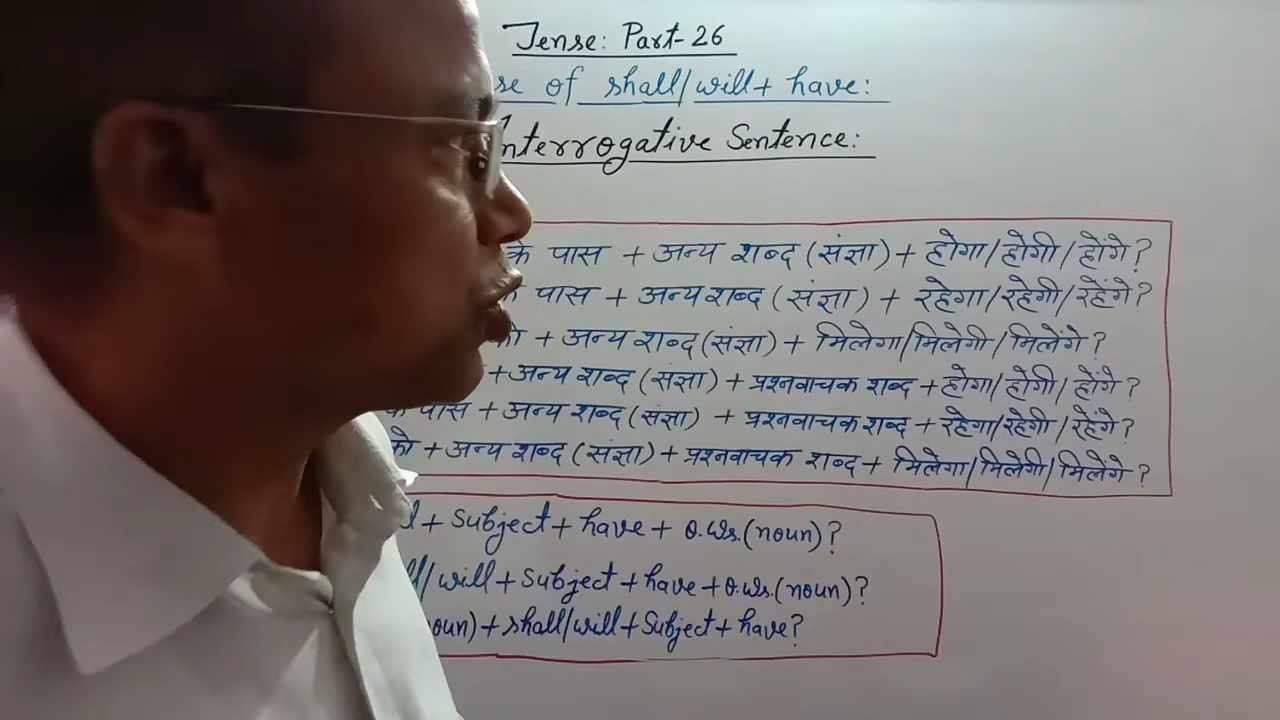 Tense: Part-26
se of shall/will+ have:
Interrogative Sentence:
के पास + अन्य शब्द (संज्ञा) + होगा/होगी/होंगे?
पास + अन्य शब्द (संज्ञा) + रहेगा/रहेगी/रहेंगे?
को + अन्य शब्द (संज्ञा) + मिलेगा/मिलेगी/मिलेंगे?
+अन्य शब्द (संज्ञा) + प्रश्नवाचक शब्द +होगा/होगी/होंगे?
के पास + अन्य शब्द (संज्ञा) + प्रश्नवाचक शब्द + रहेगा/रहेगी/रहेंगे?
को + अन्य शब्द (संज्ञा) + प्रश्नवाचक शब्द + मिलेगा/मिलेगी/मिलेंगे?
+ Subject + have + O.Ws.(noun)?
/will + Subject + have + O.Ws.(noun)?
oun) + shall/will + Subject + have?